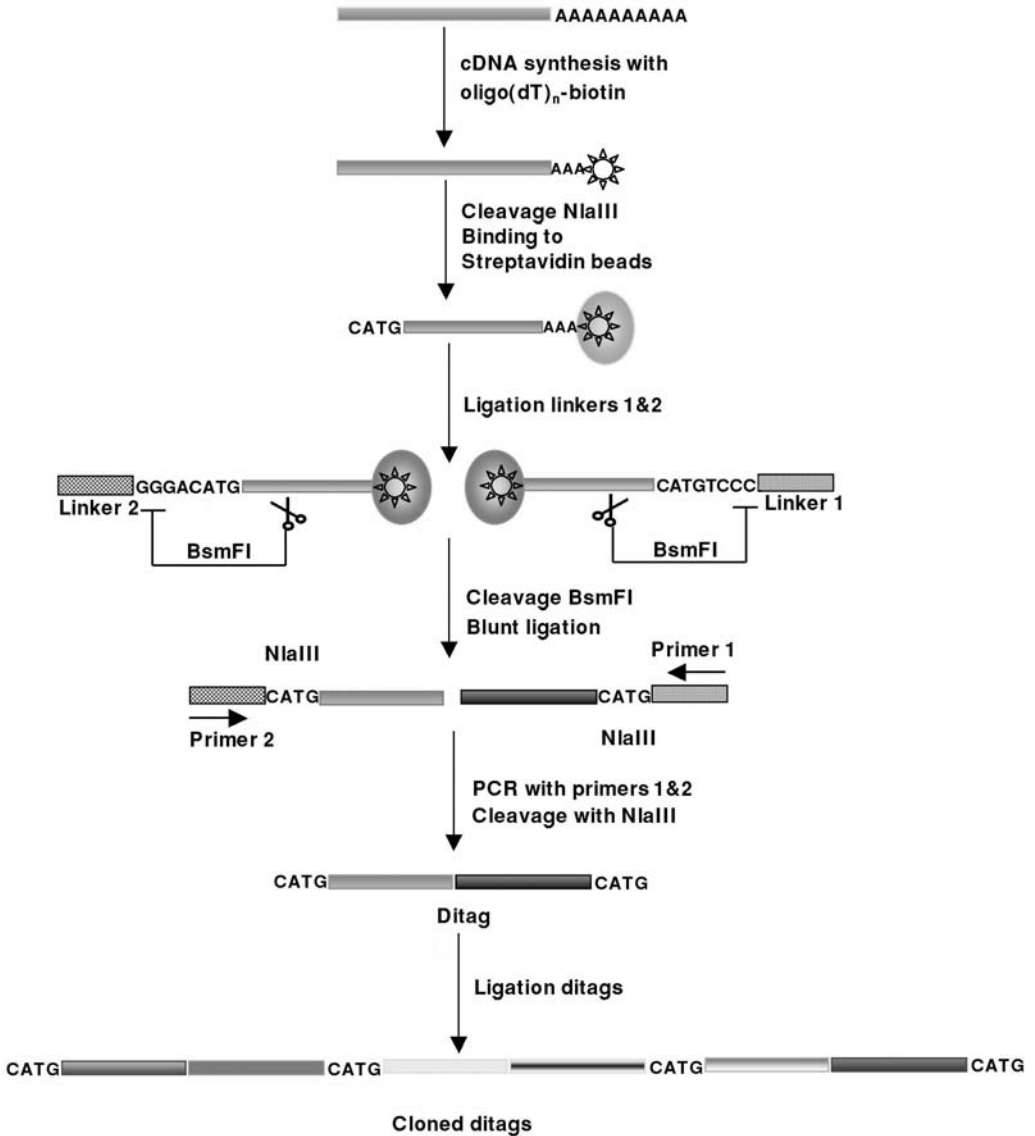 AAAAAAAAAA
cDNA synthesis with
oligo(dT)n-biotin
AAA
Cleavage NlaIII
Binding to
Streptavidin beads
CATG AAA
Ligation linkers 1&2
GGGACATG CATGTCCC
Linker 2 Linker 1
BsmFI BsmFI
Cleavage BsmFI
Blunt ligation
NlaIII Primer 1
CATG CATG
Primer 2 NlaIII
PCR with primers 1&2
Cleavage with NlaIII
CATG CATG
Ditag
Ligation ditags
CATG CATG CATG CATG
Cloned ditags